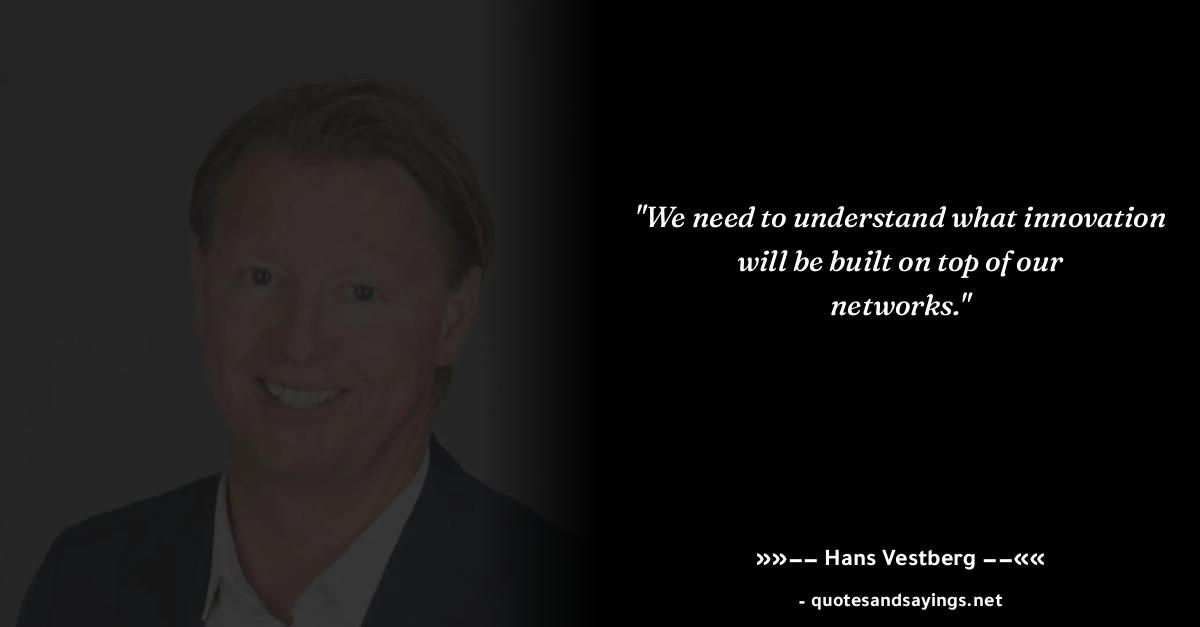 "We need to understand what innovation
will be built on top of our
networks."
»»−− Hans Vestberg −−««
- quotesandsayings.net